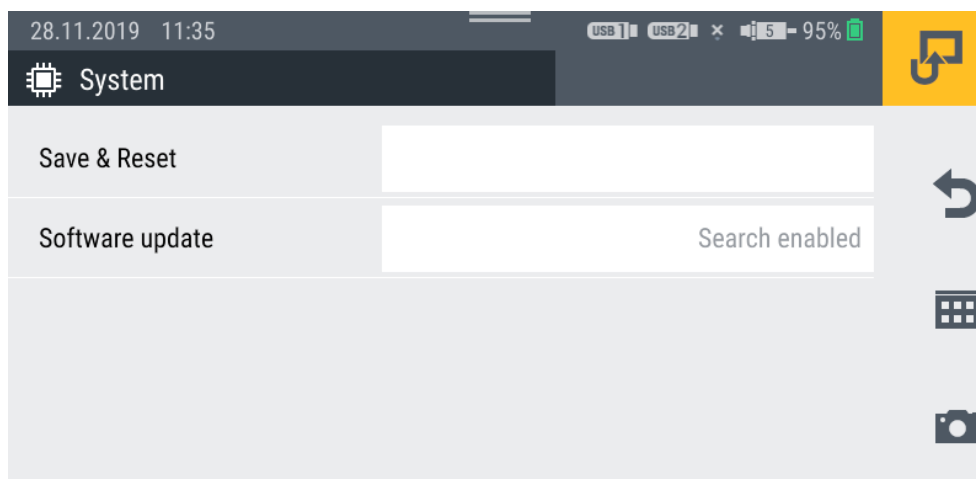 28.11.2019 11:35
USB 1 USB 2 5 95%
System
Save & Reset
Software update
Search enabled